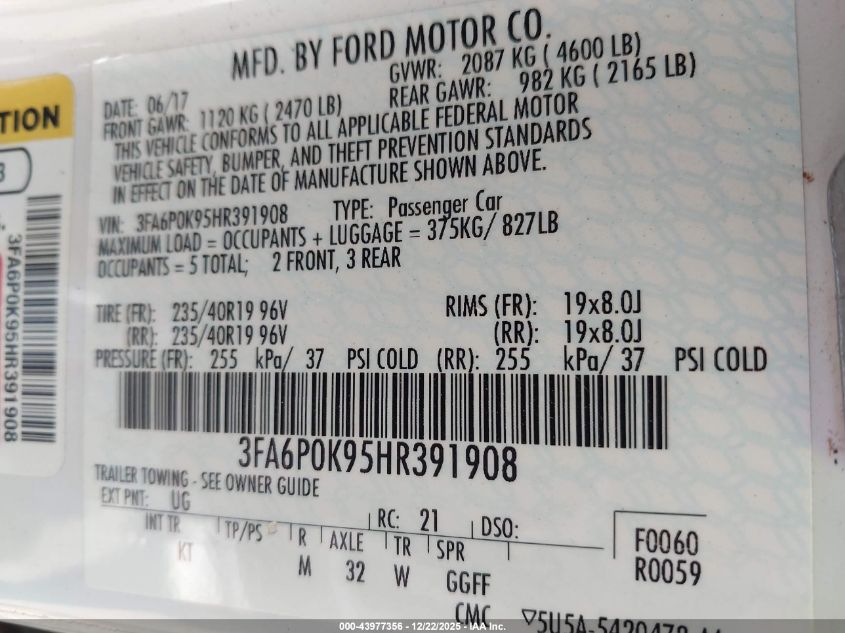 MFD. BY FORD MOTOR CO.
DATE: 06/17 GVWR: 2087 KG ( 4600 LB)
FRONT GAWR: 1120 KG ( 2470 LB) REAR GAWR: 982 KG ( 2165 LB)
THIS VEHICLE CONFORMS TO ALL APPLICABLE FEDERAL MOTOR
VEHICLE SAFETY, BUMPER, AND THEFT PREVENTION STANDARDS
IN EFFECT ON THE DATE OF MANUFACTURE SHOWN ABOVE.
VIN: 3FA6P0K95HR391908 TYPE: Passenger Car
MAXIMUM LOAD = OCCUPANTS + LUGGAGE = 375KG/ 827LB
OCCUPANTS = 5 TOTAL; 2 FRONT, 3 REAR
TIRE (FR): 235/40R19 96V RIMS (FR): 19x8.0J
(RR): 235/40R19 96V (RR): 19x8.0J
PRESSURE (FR): 255 kPa/ 37 PSI COLD (RR): 255 kPa/ 37 PSI COLD
3FA6P0K95HR391908
TRAILER TOWING - SEE OWNER GUIDE
EXT PNT: UG RC: 21 DSO:
INT TR TP/PS R AXLE TR SPR F0060
KT M 32 W GGFF R0059
CMC ▽5U5A-5420472
TION
3
3FA6P0K95HR391908
000-43977356 - 12/22/2025 - IAA Inc.